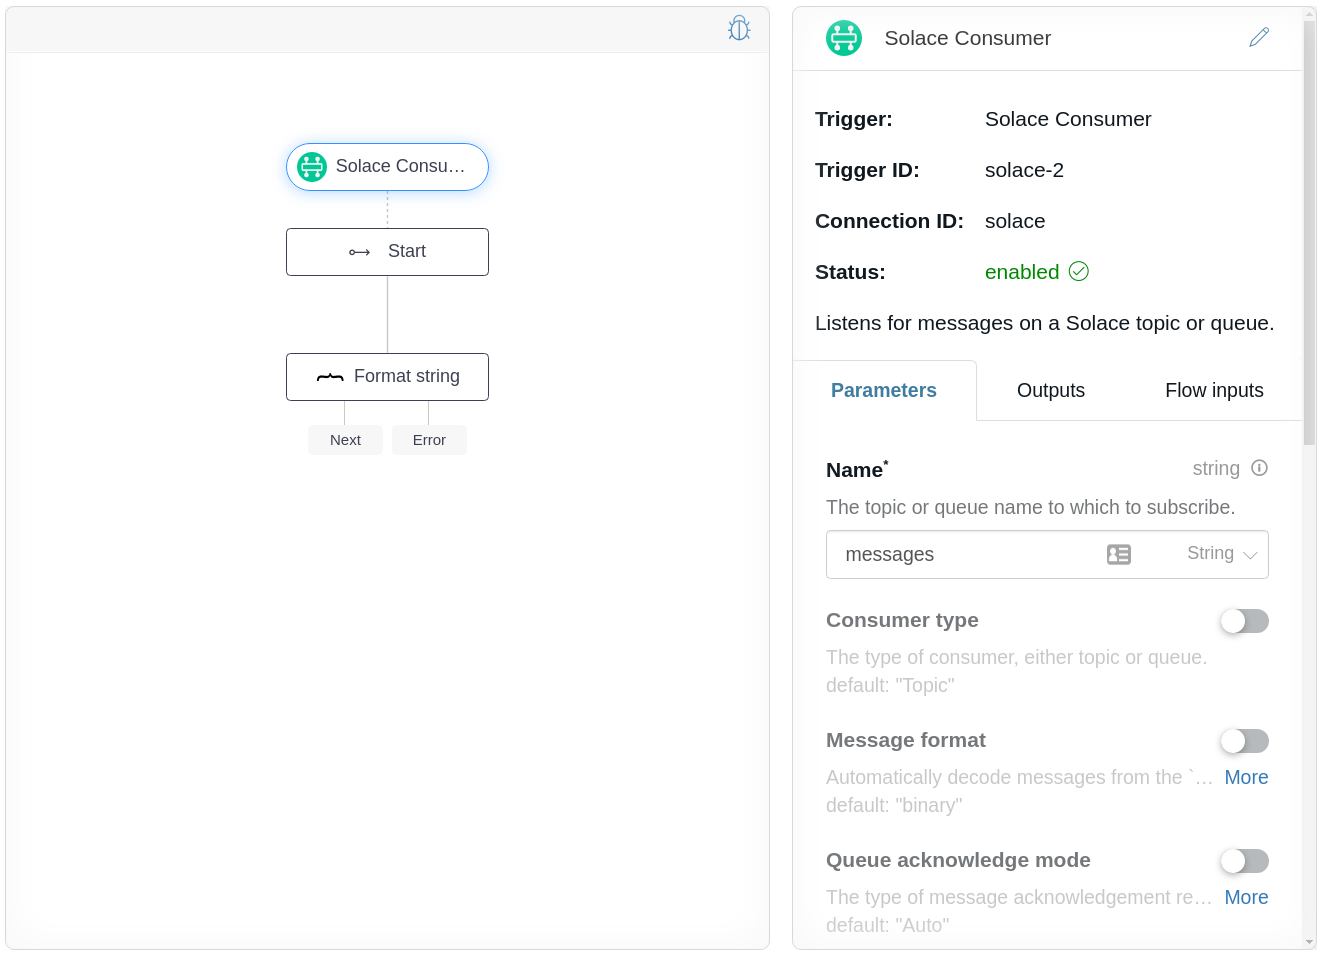 Solace Consu...
Start
Format string
Next
Error
Solace Consumer
Trigger: Solace Consumer
Trigger ID: solace-2
Connection ID: solace
Status: enabled
Listens for messages on a Solace topic or queue.
Parameters Outputs Flow inputs
Name* string
The topic or queue name to which to subscribe.
messages String
Consumer type
The type of consumer, either topic or queue.
default: "Topic"
Message format
Automatically decode messages from the `... More
default: "binary"
Queue acknowledge mode
The type of message acknowledgement re... More
default: "Auto"